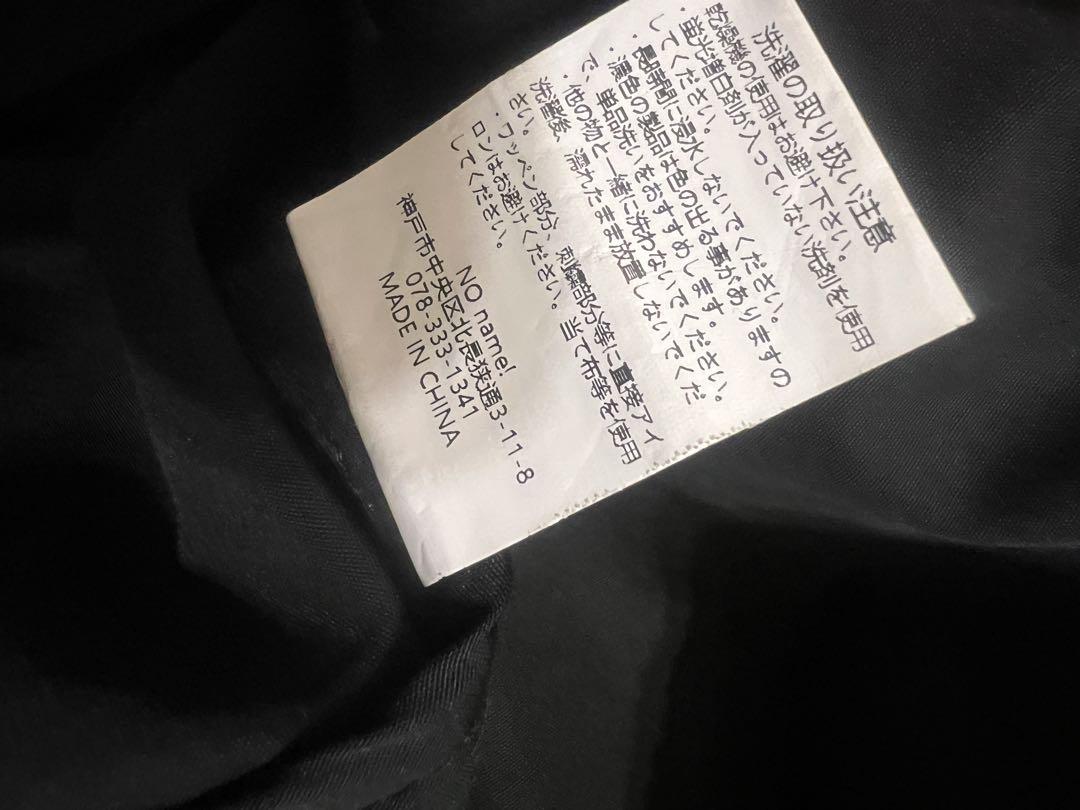 洗濯の取り扱い注意
乾燥機の使用はお避け下さい。
・蛍光増白剤が入っていない洗剤を使用
してください。
・長時間に浸水しないでください。
・濃色の製品は色の出る事がありますの
で、単品洗いをおすすめします。
・他の物と一緒に洗わないでください。
洗濯後、濡れたまま放置しないでくだ
さい。
・ワッペン部分、刺繍部分等に直接アイ
ロンはお避けください。当て布等を使用
してください。
NO name!
神戸市中央区北長狭通3-11-8
078-333-1341
MADE IN CHINA